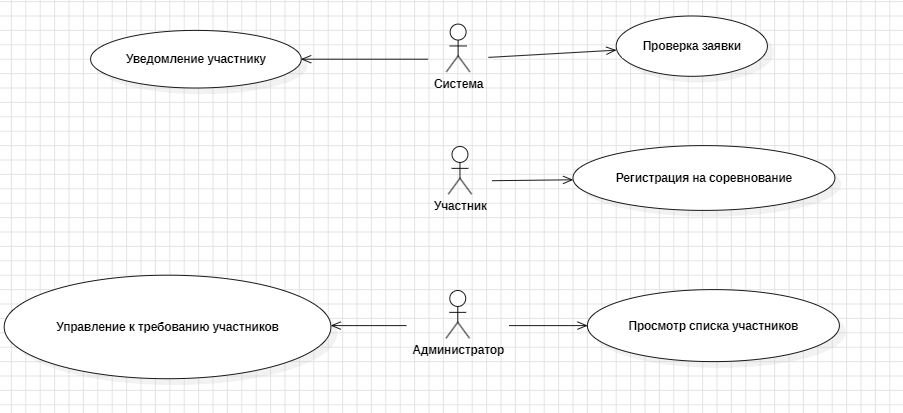 Уведомление участнику
Проверка заявки
Система
Регистрация на соревнование
Участник
Управление к требованию участников
Просмотр списка участников
Администратор